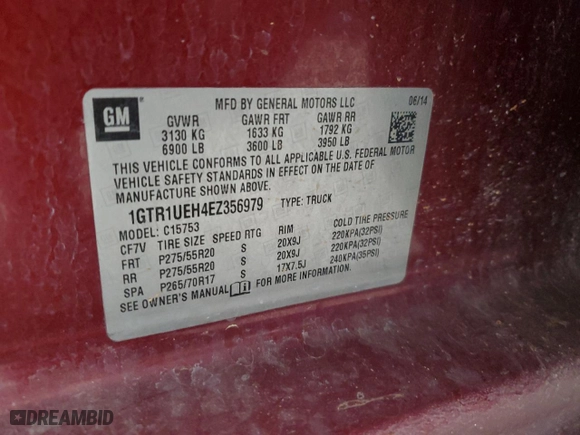 GM
MFD BY GENERAL MOTORS LLC 06/14
GVWR GAWR FRT GAWR RR
3130 KG 1633 KG 1792 KG
6900 LB 3600 LB 3950 LB
THIS VEHICLE CONFORMS TO ALL APPLICABLE U.S. FEDERAL MOTOR
VEHICLE SAFETY STANDARDS IN EFFECT ON THE DATE OF
MANUFACTURE SHOWN ABOVE.
1GTR1UEH4EZ356979 TYPE: TRUCK
MODEL: C15753
CF7V TIRE SIZE SPEED RTG RIM COLD TIRE PRESSURE
FRT P275/55R20 S 20X9J 220KPA(32PSI)
RR P275/55R20 S 20X9J 220KPA(32PSI)
SPA P265/70R17 S 17X7.5J 240KPA(35PSI)
SEE OWNER'S MANUAL FOR MORE INFORMATION.
DREAMBID